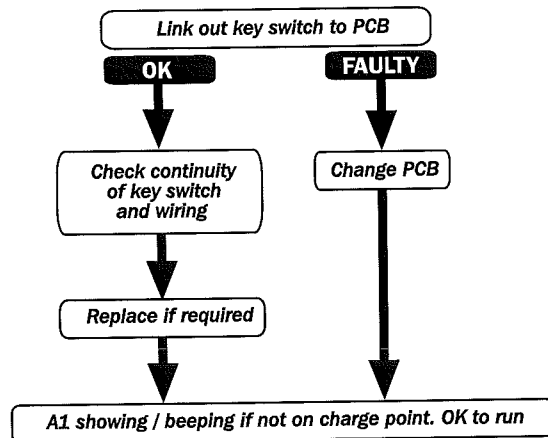 Link out key switch to PCB
OK
FAULTY
Check continuity
of key switch
and wiring
Change PCB
Replace if required
A1 showing / beeping if not on charge point. OK to run